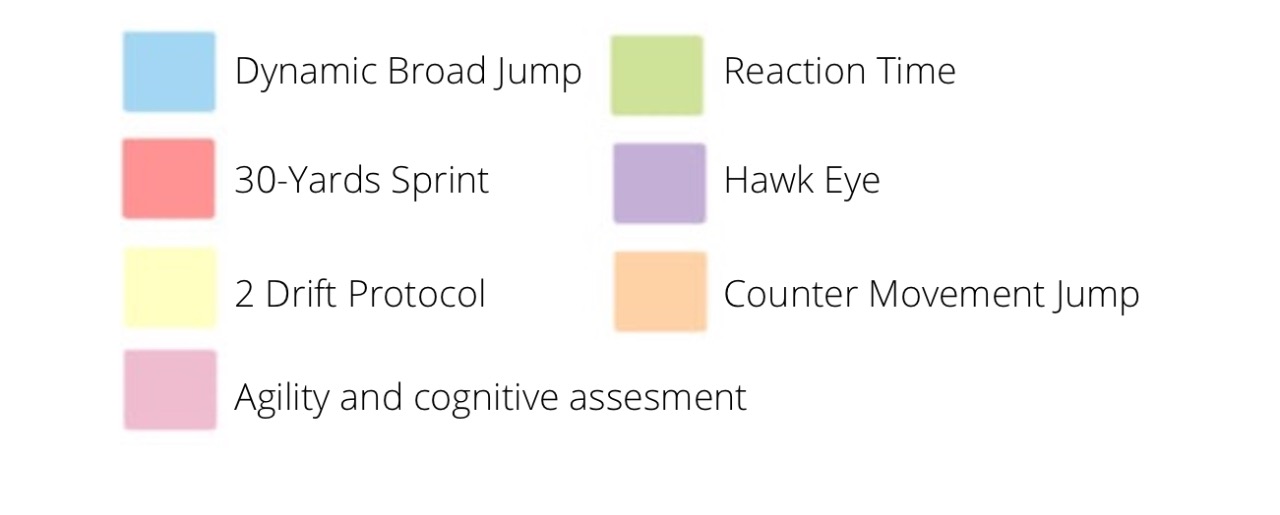 Dynamic Broad Jump
Reaction Time
30-Yards Sprint
Hawk Eye
2 Drift Protocol
Counter Movement Jump
Agility and cognitive assesment